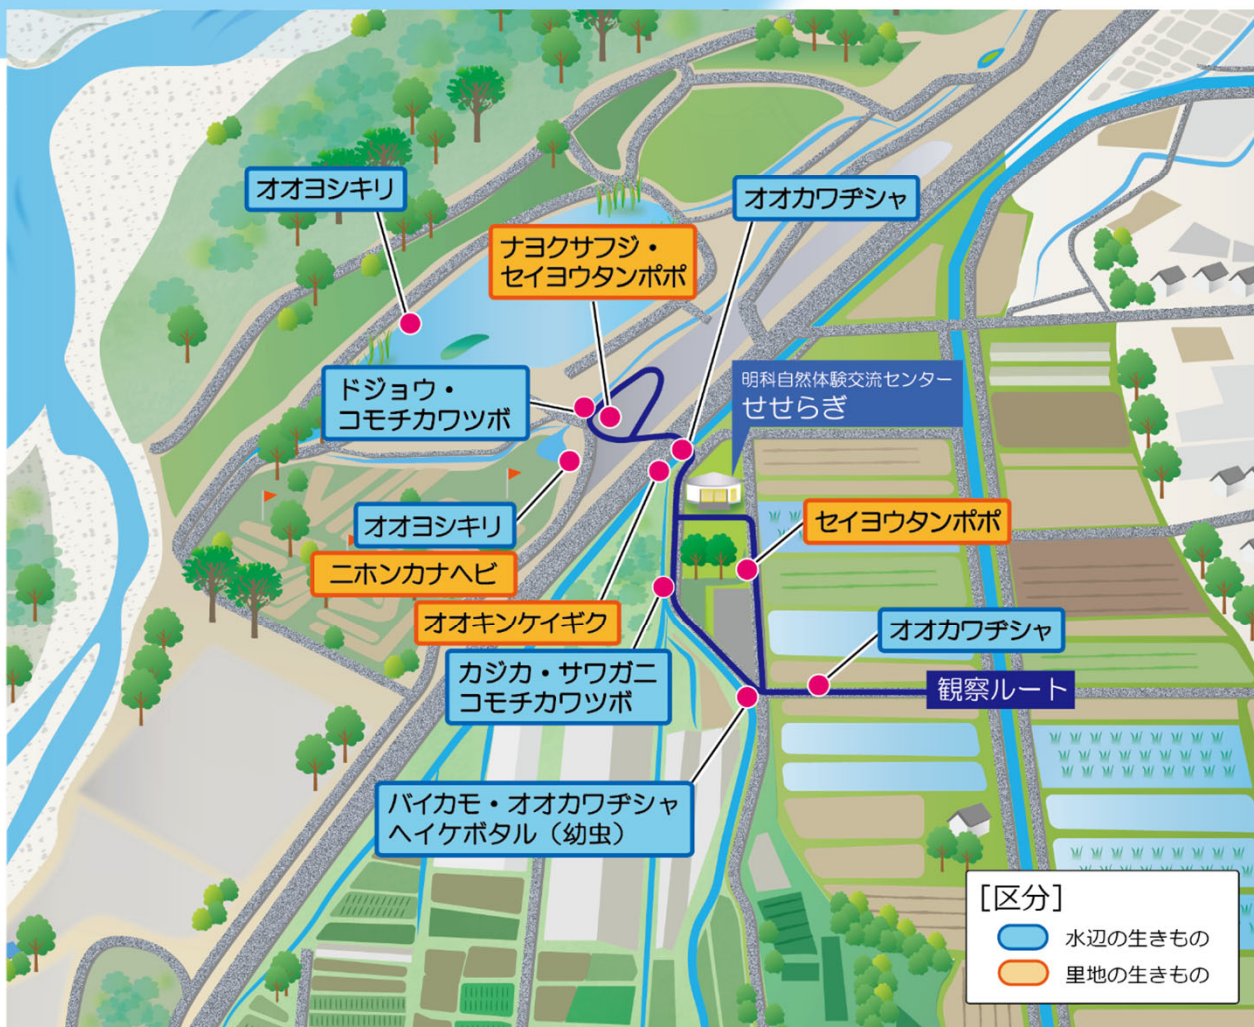 オオヨシキリ
オオカワヂシャ
ナヨクサフジ・
セイヨウタンポポ
ドジョウ・
コモチカワツボ
明科自然体験交流センター
せせらぎ
オオヨシキリ
セイヨウタンポポ
ニホンカナヘビ
オオキンケイギク
オオカワヂシャ
カジカ・サワガニ
コモチカワツボ
観察ルート
バイカモ・オオカワヂシャ
ヘイケボタル（幼虫）
[区分]
水辺の生きもの
里地の生きもの